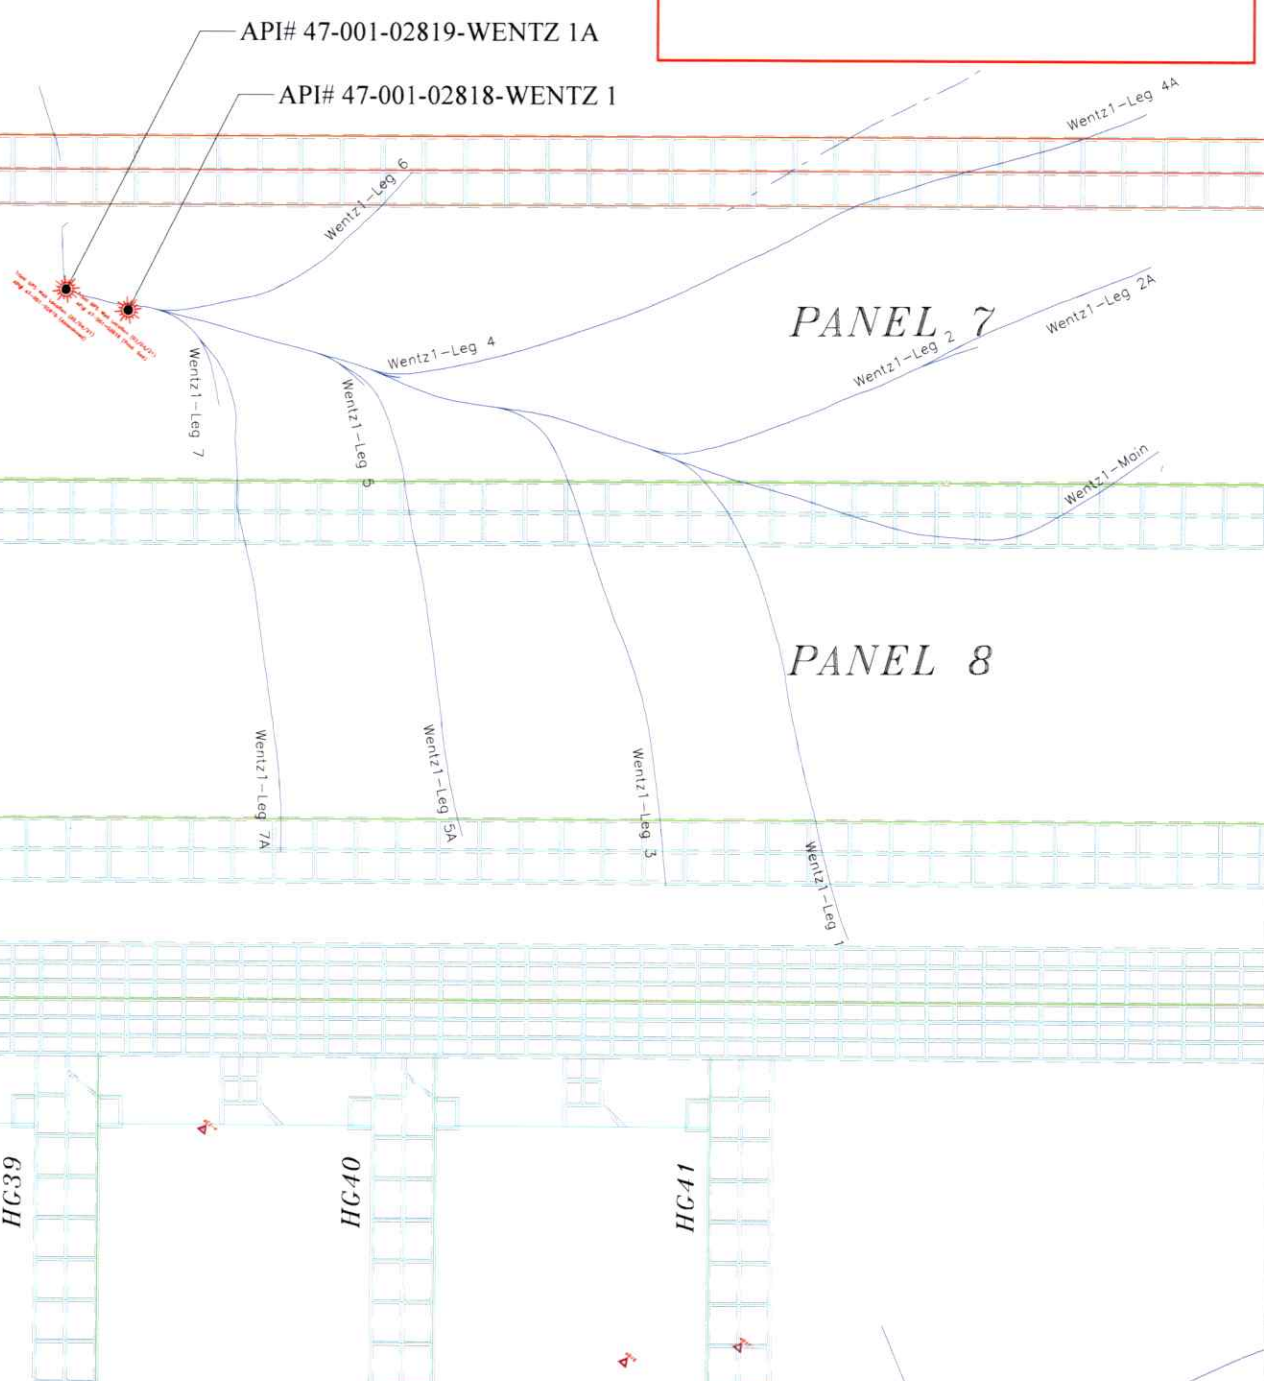 API# 47-001-02819-WENTZ 1A
API# 47-001-02818-WENTZ 1
Wentz1-Leg 4A
Wentz1-Leg 6
Wentz1-Leg 2A
PANEL 7
Wentz1-Leg 4
Wentz1-Leg 2
Wentz1-Leg 7
Wentz1-Leg 5
Wentz1-Main
PANEL 8
Wentz1-Leg 7A
Wentz1-Leg 5A
Wentz1-Leg 3
Wentz1-Leg 1
HG39
HG40
HG41